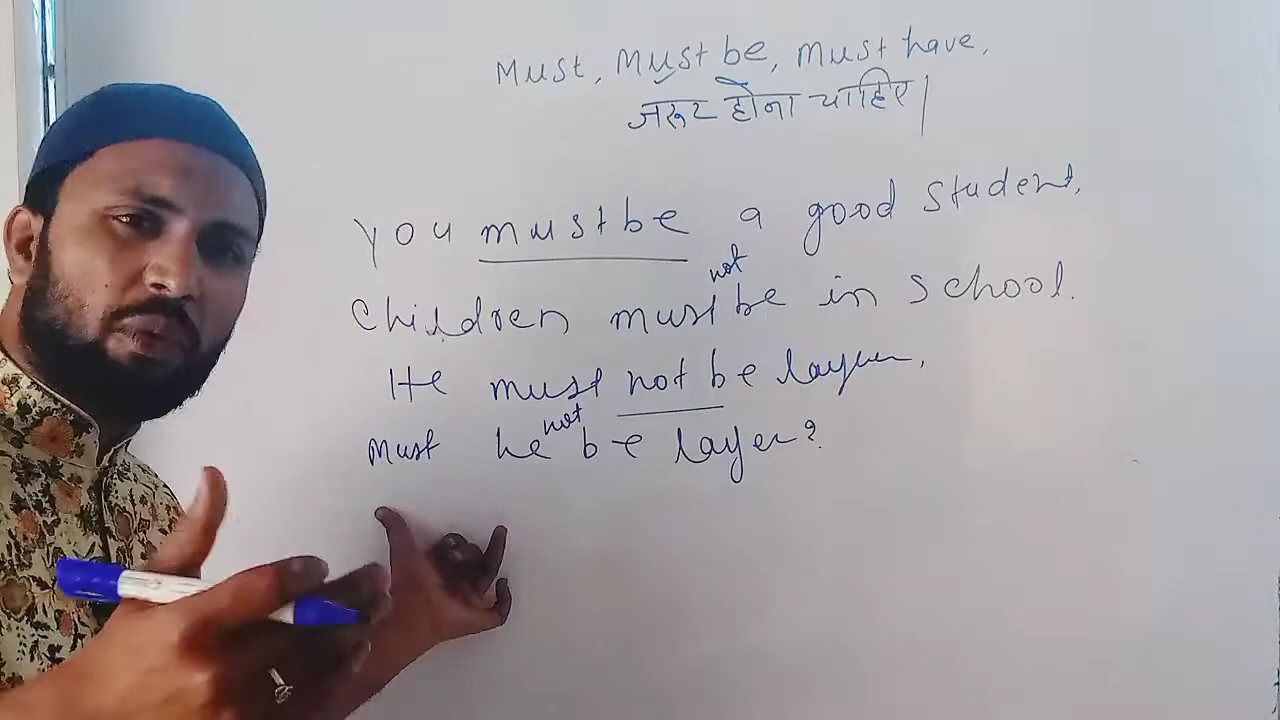 Must, Must be, Must have,
जरूर होना चाहिए।
You must be a good student.
Children must not be in school.
He must not be layer,
Must he not be layer?